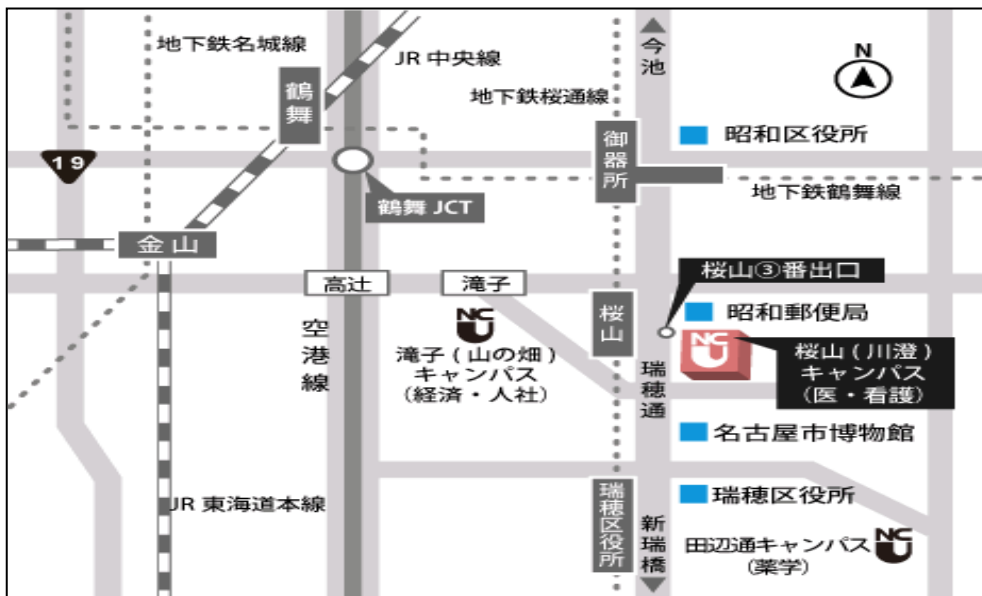 地下鉄名城線
JR 中央線
今池
N
鶴舞
地下鉄桜通線
御器所
昭和区役所
19
地下鉄鶴舞線
鶴舞 JCT
金山
桜山③番出口
高辻
滝子
桜山
昭和郵便局
NCU
NCU
空港線
滝子 ( 山の畑 )
キャンパス
(経済・人社)
瑞穂通
桜山 ( 川澄 )
キャンパス
(医・看護)
名古屋市博物館
JR 東海道本線
瑞穂区役所
瑞穂区役所
新瑞橋
田辺通キャンパス
(薬学)
NCU